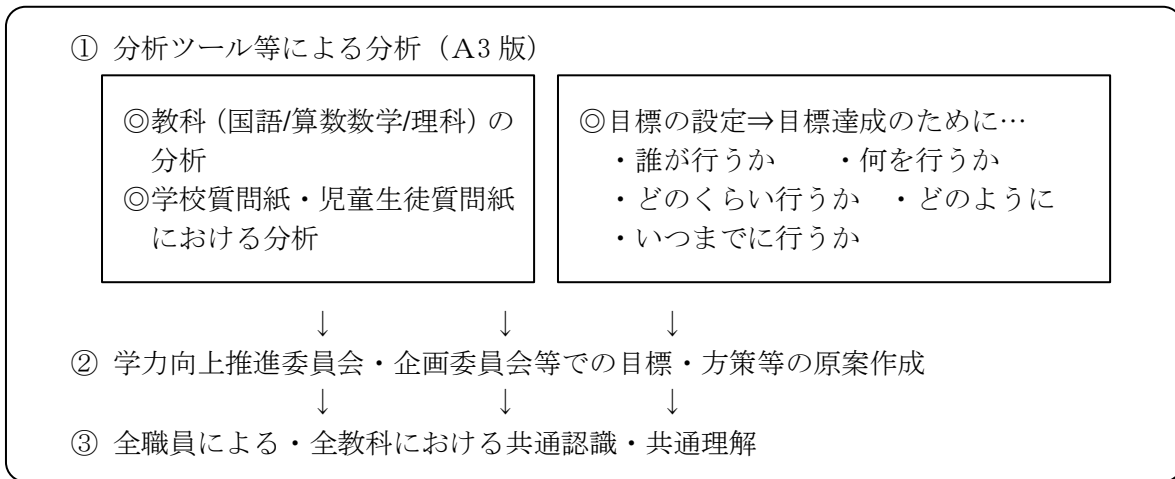 ① 分析ツール等による分析（A3 版）
◎教科（国語/算数数学/理科）の
分析
◎学校質問紙・児童生徒質問紙
における分析
◎目標の設定⇒目標達成のために…
・誰が行うか　　・何を行うか
・どのくらい行うか　・どのように
・いつまでに行うか
↓　↓　↓
② 学力向上推進委員会・企画委員会等での目標・方策等の原案作成
↓　↓　↓
③ 全職員による・全教科における共通認識・共通理解